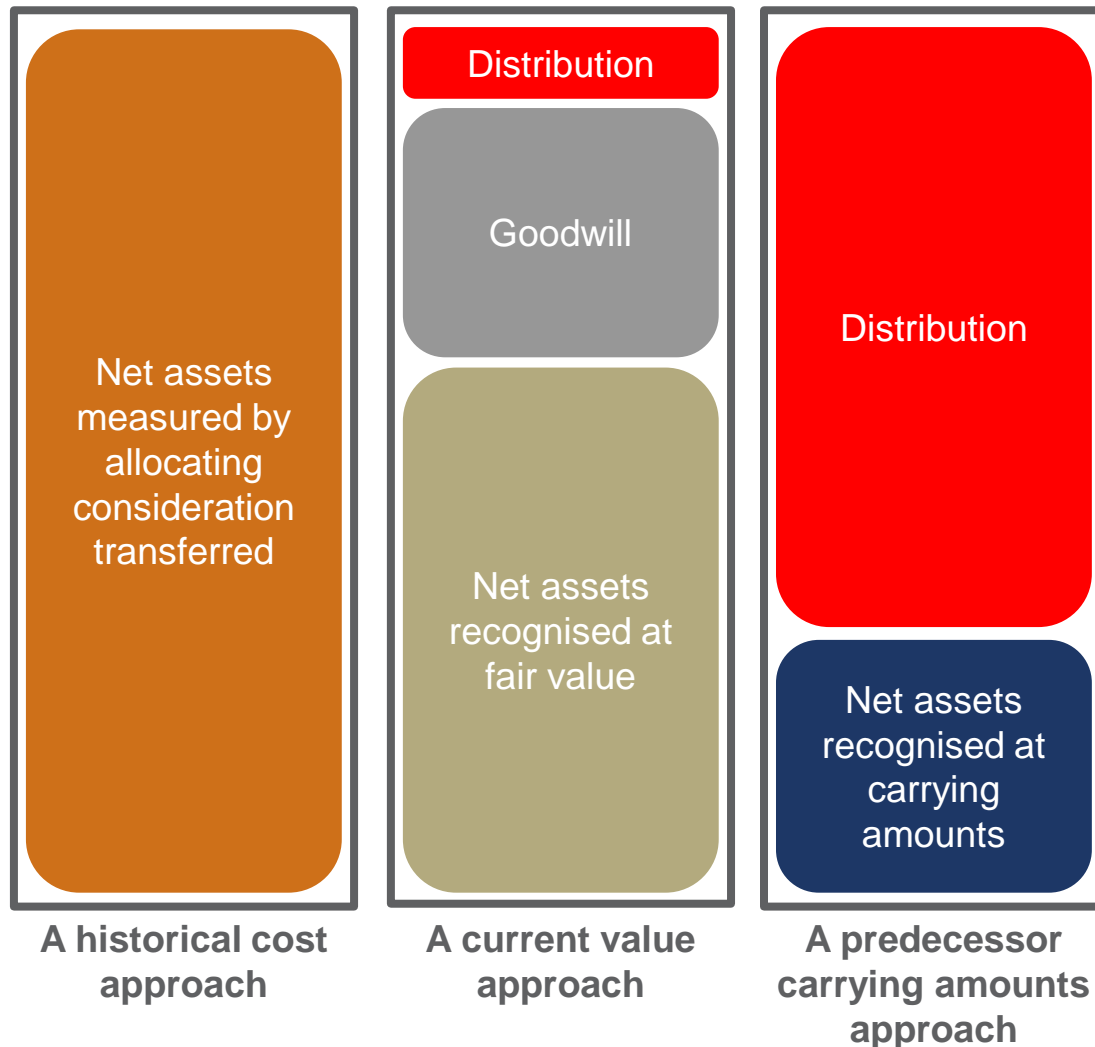 Net assets
measured by
allocating
consideration
transferred
A historical cost
approach
Distribution
Goodwill
Net assets
recognised at
fair value
A current value
approach
Distribution
Net assets
recognised at
carrying
amounts
A predecessor
carrying amounts
approach